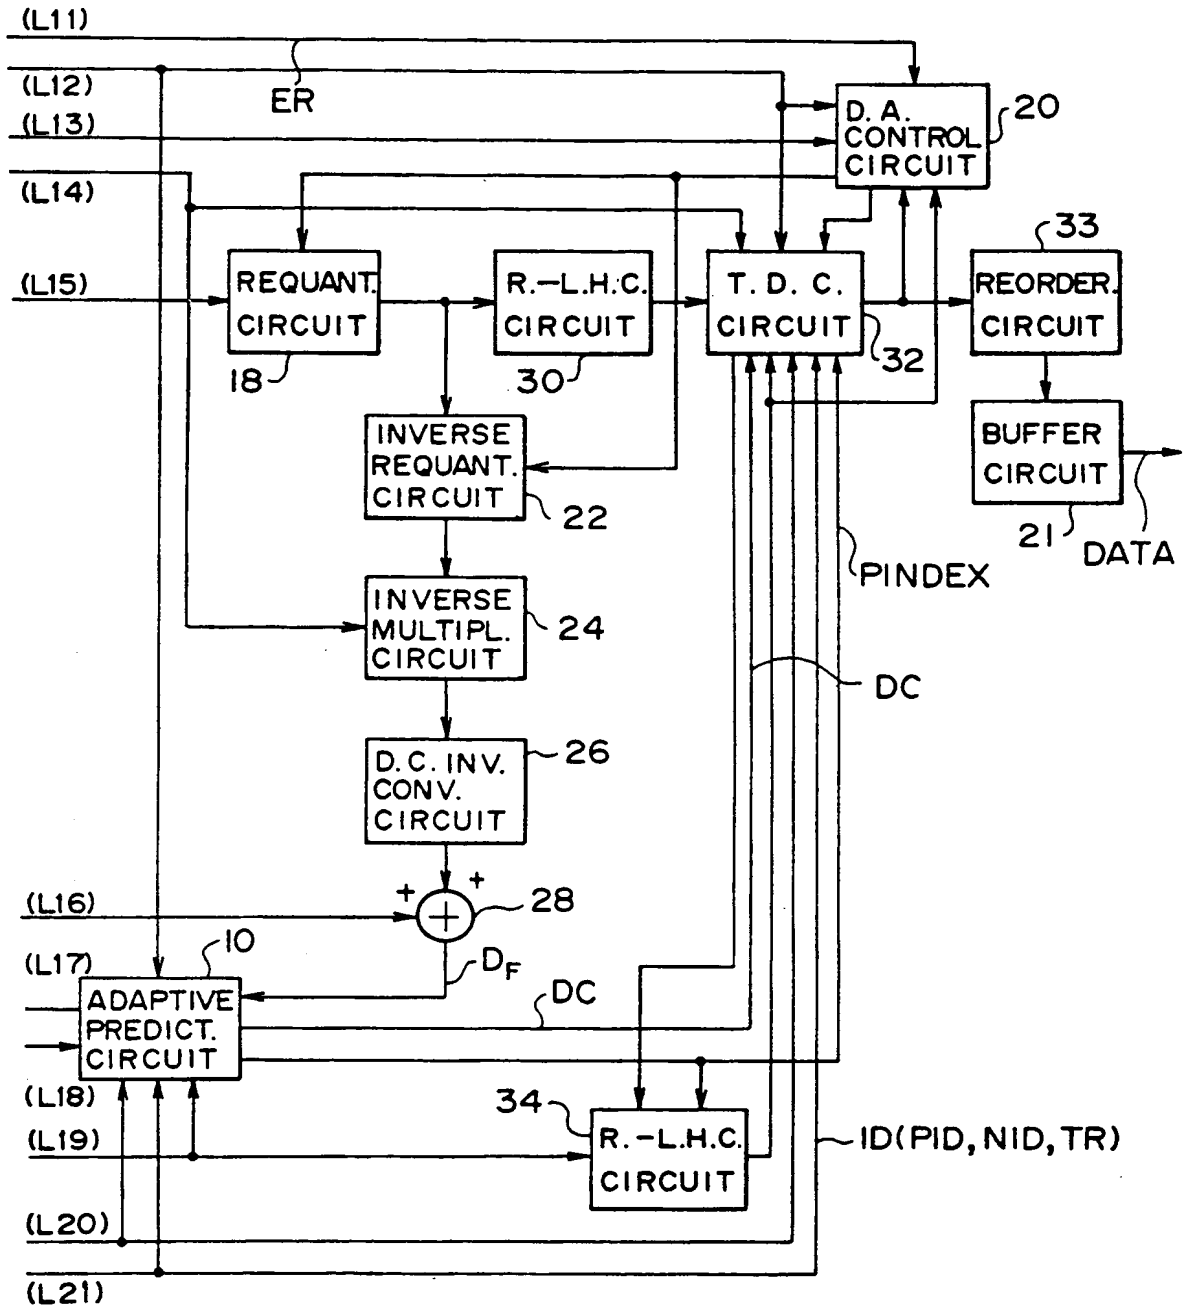 (L11)
(L12)
ER
(L13)
D. A.
CONTROL
CIRCUIT
20
(L14)
33
(L15)
REQUANT.
CIRCUIT
18
R.-L.H.C.
CIRCUIT
30
T. D. C.
CIRCUIT
32
REORDER.
CIRCUIT
INVERSE
REQUANT.
CIRCUIT
22
BUFFER
CIRCUIT
21
DATA
PINDEX
INVERSE
MULTIPL.
CIRCUIT
24
DC
D.C. INV.
CONV.
CIRCUIT
26
+ +
(L16)
+
28
10
DF
(L17)
ADAPTIVE
PREDICT.
CIRCUIT
DC
(L18)
34
(L19)
R.-L.H.C.
CIRCUIT
ID(PID, NID, TR)
(L20)
(L21)